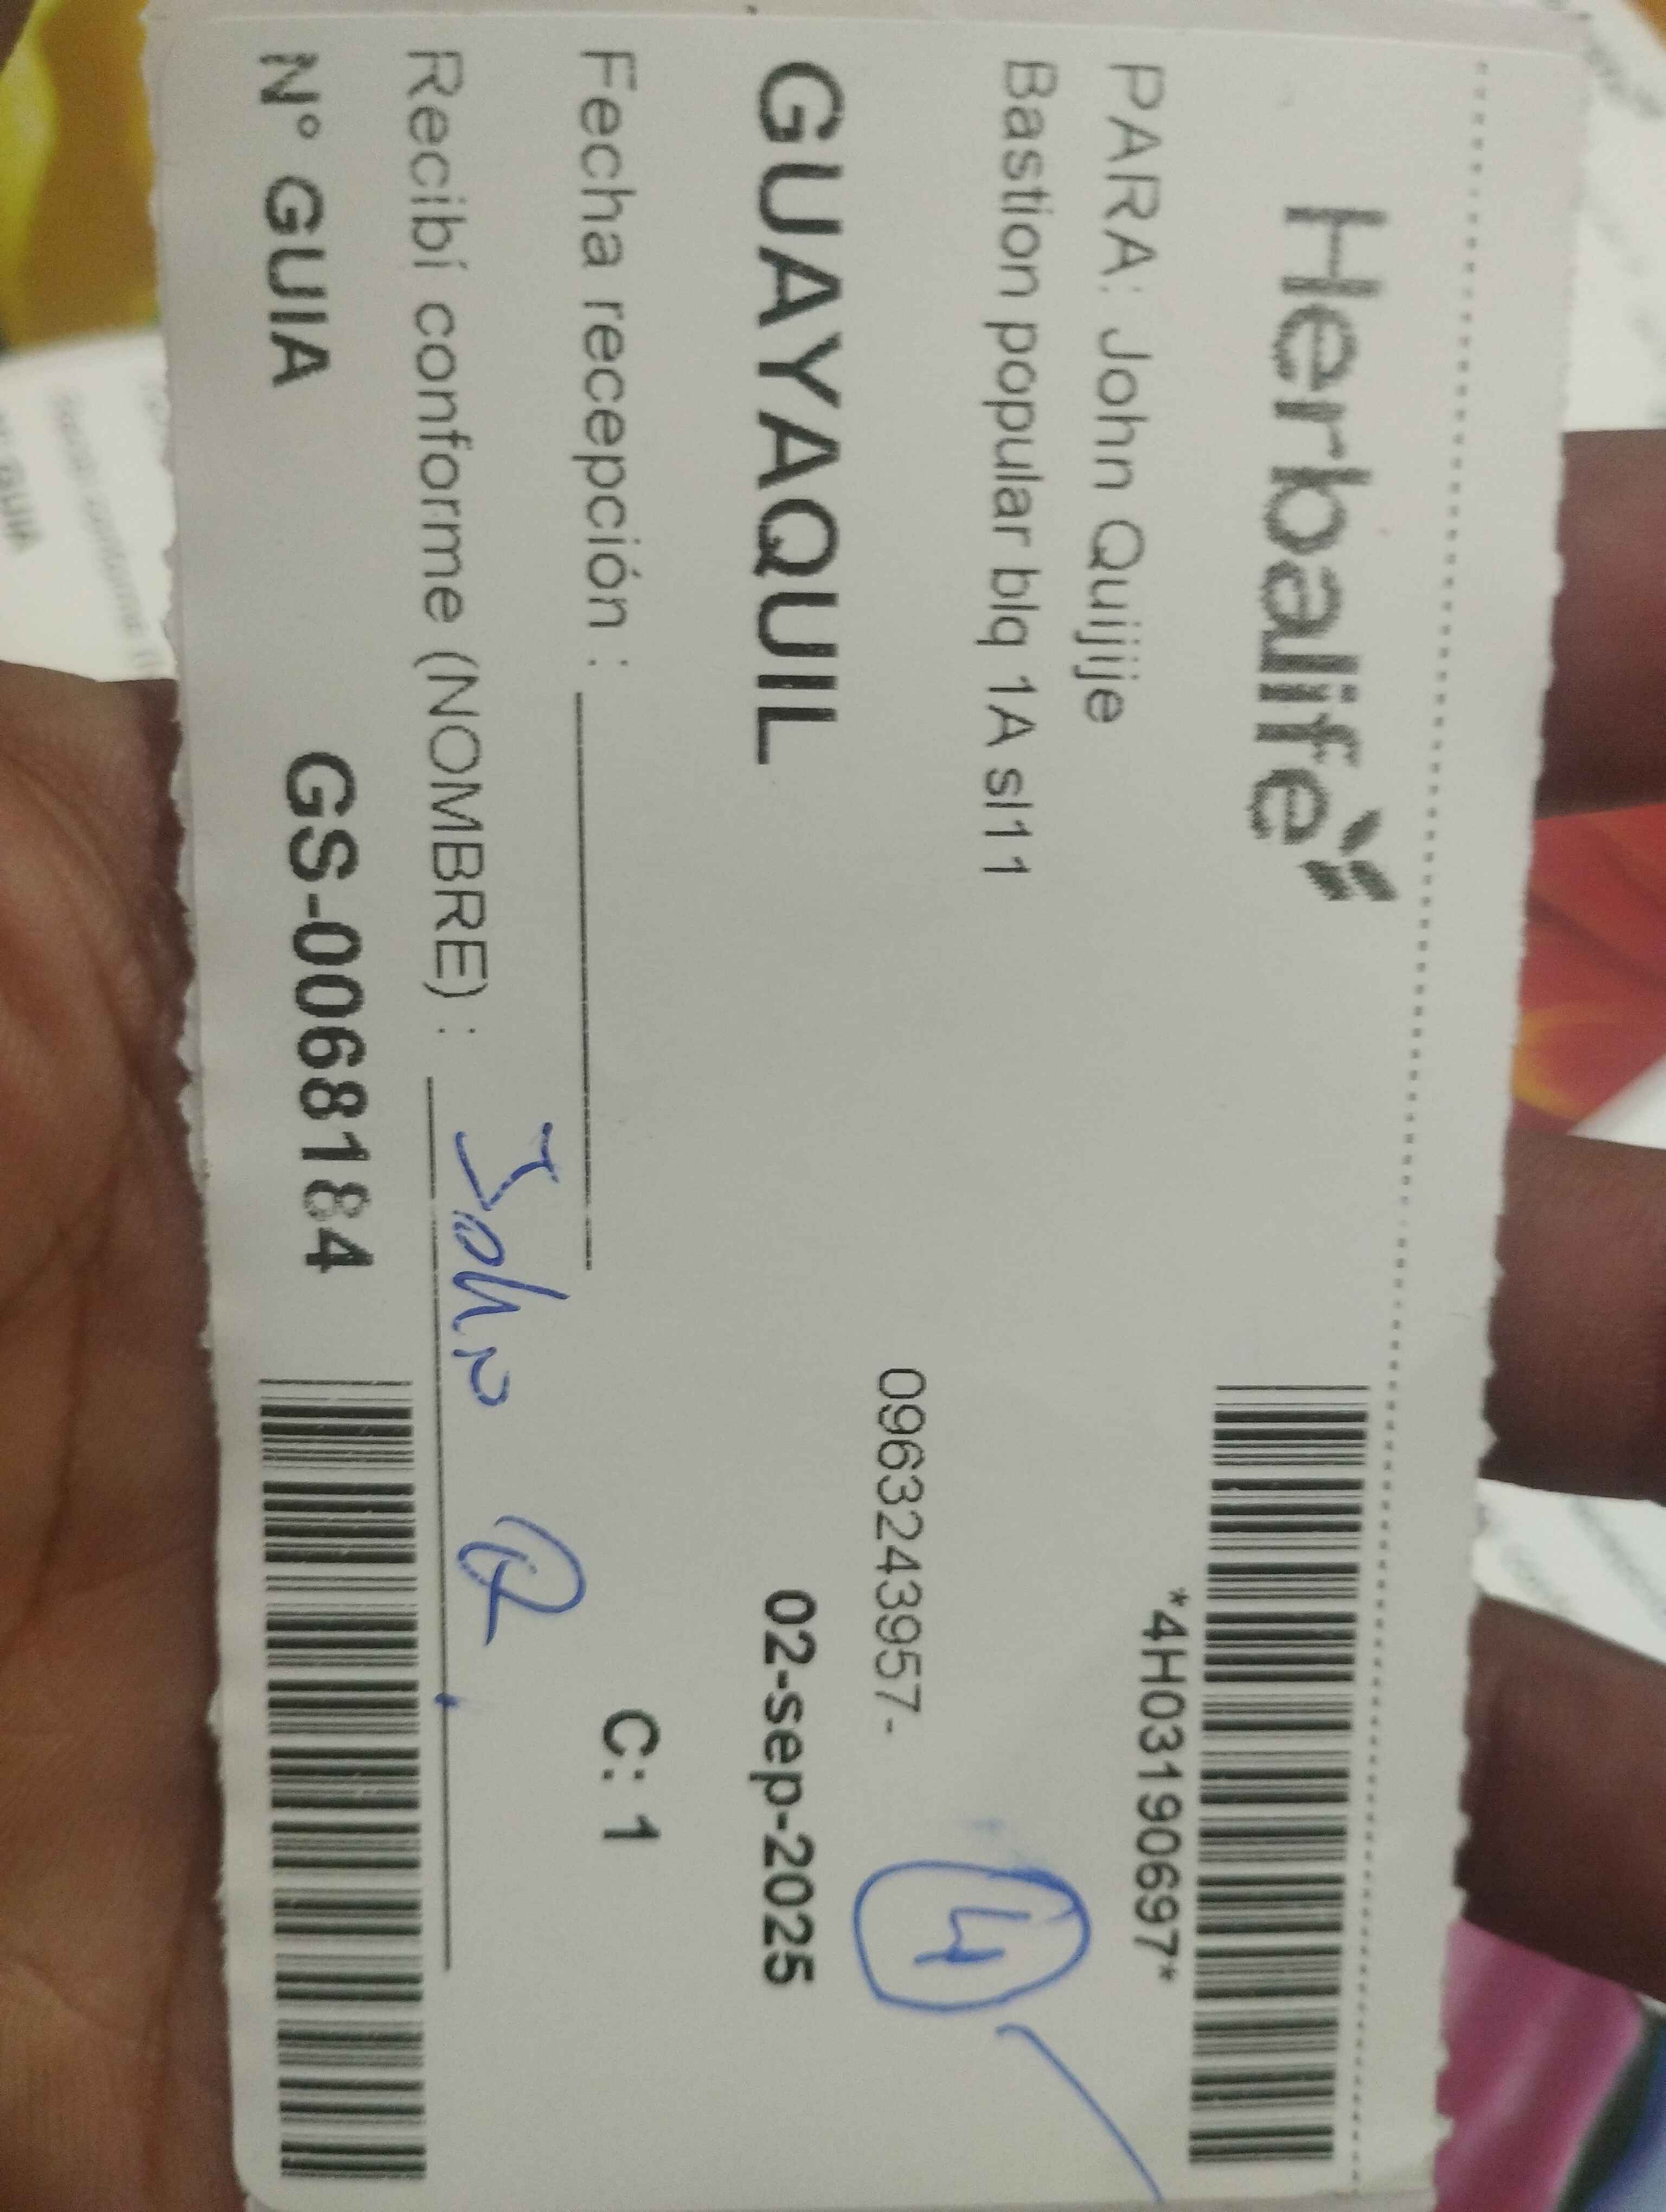 Herbalife
*4H03190697*
PARA: John Quijije
Bastion popular blq 1A sl11
4
0963243957-
GUAYAQUIL 02-sep-2025
Fecha recepción : C: 1
Recibí conforme (NOMBRE) : John Q
N° GUIA GS-0068184